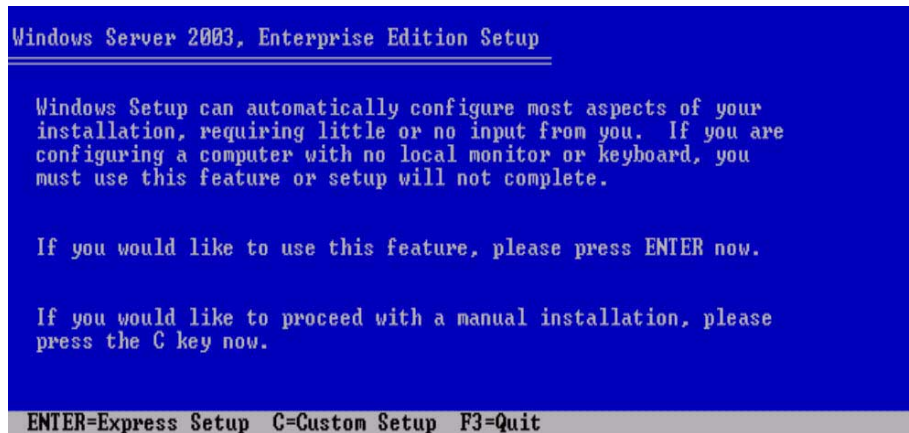 Windows Server 2003, Enterprise Edition Setup
Windows Setup can automatically configure most aspects of your
installation, requiring little or no input from you.  If you are
configuring a computer with no local monitor or keyboard, you
must use this feature or setup will not complete.
If you would like to use this feature, please press ENTER now.
If you would like to proceed with a manual installation, please
press the C key now.
ENTER=Express Setup  C=Custom Setup  F3=Quit